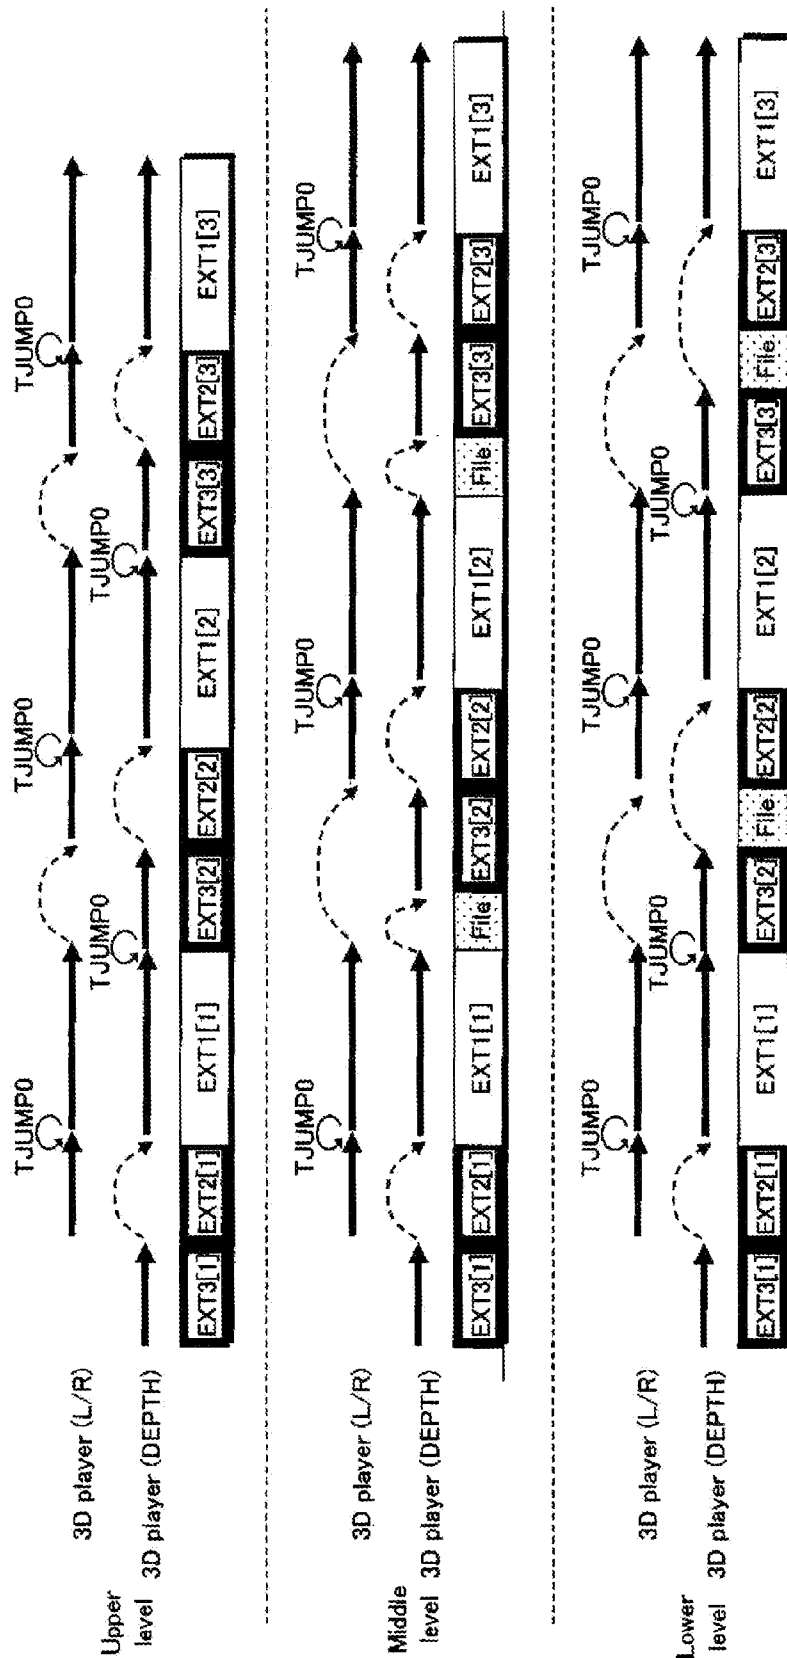 Upper
level
3D player (L/R)
TJUMP0
TJUMP0
TJUMP0
3D player (DEPTH)
TJUMP0
TJUMP0
EXT3[1] EXT2[1] EXT1[1] EXT3[2] EXT2[2] EXT1[2] EXT3[3] EXT2[3] EXT1[3]
Middle
level
3D player (L/R)
TJUMP0
TJUMP0
TJUMP0
3D player (DEPTH)
EXT3[1] EXT2[1] EXT1[1] File EXT3[2] EXT2[2] EXT1[2] File EXT3[3] EXT2[3] EXT1[3]
Lower
level
3D player (L/R)
TJUMP0
TJUMP0
TJUMP0
3D player (DEPTH)
TJUMP0
TJUMP0
EXT3[1] EXT2[1] EXT1[1] EXT3[2] File EXT2[2] EXT1[2] EXT3[3] File EXT2[3] EXT1[3]